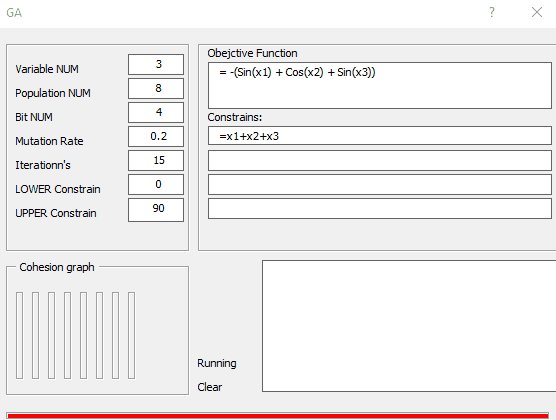 GA ?
Variable NUM 3
Population NUM 8
Bit NUM 4
Mutation Rate 0.2
Iterationn's 15
LOWER Constrain 0
UPPER Constrain 90
Obejctive Function
= -(Sin(x1) + Cos(x2) + Sin(x3))
Constrains:
=x1+x2+x3
Cohesion graph
Running
Clear